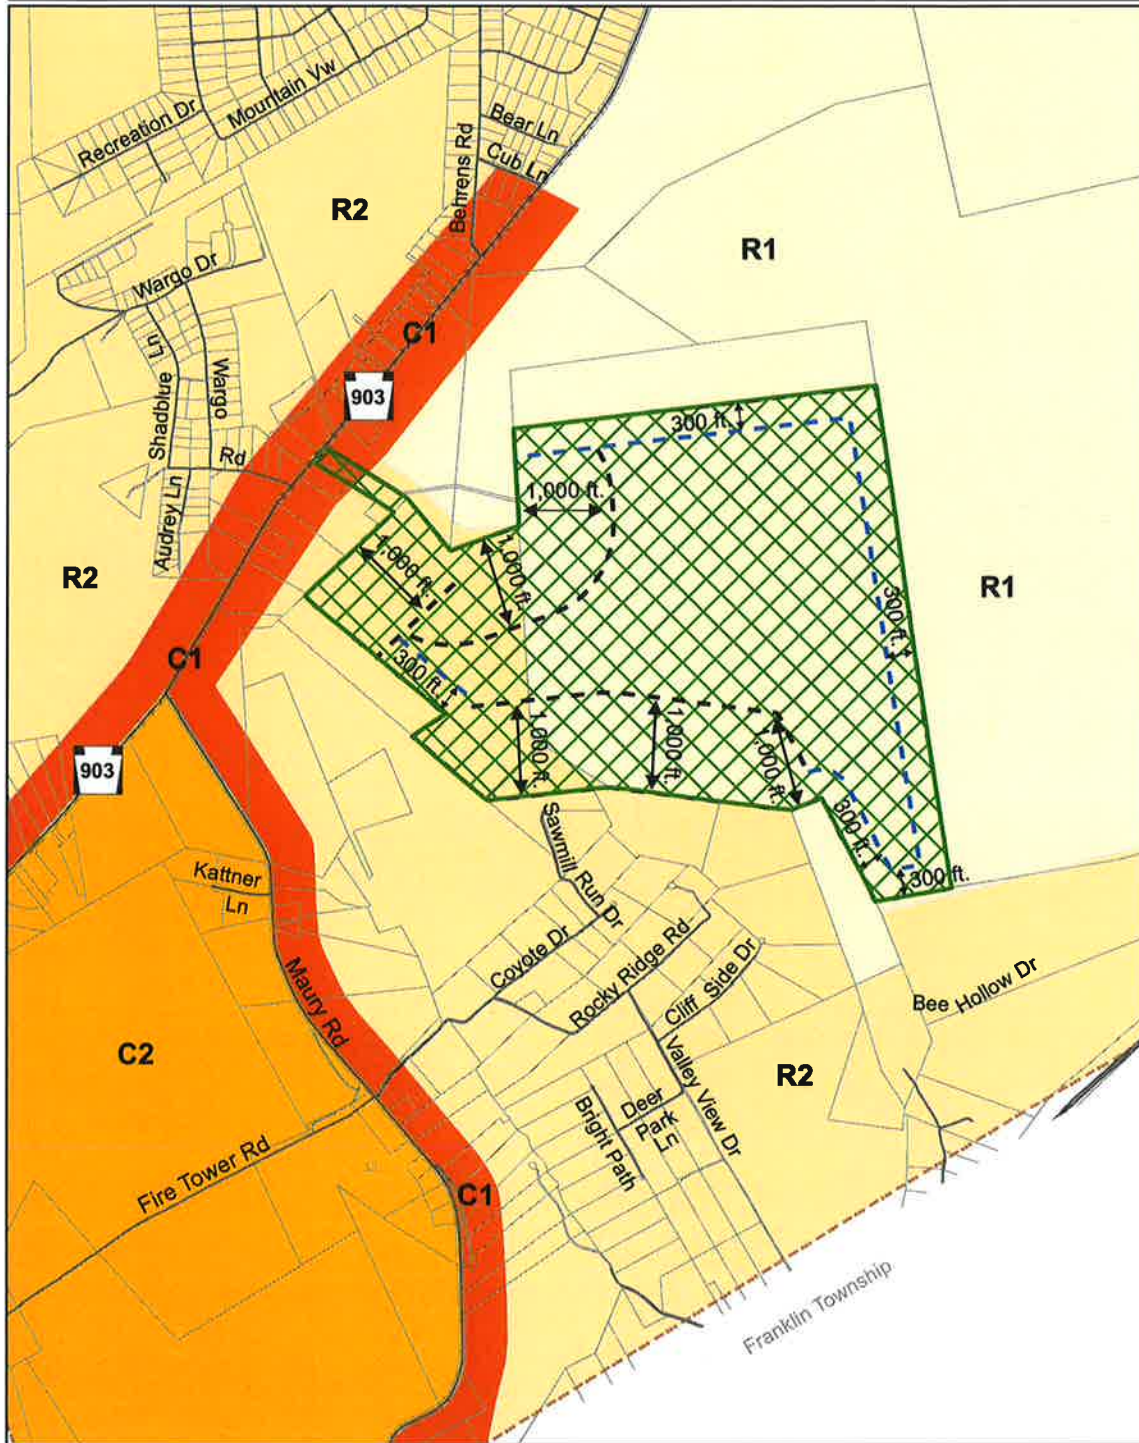 Mountain Vw
Recreation Dr
Bear Ln
Cub Ln
Behrens Rd
R2
R1
Wargo Dr
C1
903
Shadblue Ln
Wargo
Rd
Audrey Ln
300 ft.
1,000 ft.
1,000 ft.
1,000 ft.
R2
R1
300 ft.
C1
300 ft.
1,000 ft.
1,000 ft.
1,000 ft.
903
300 ft.
300 ft.
Sawmill Run Dr
Kattner
Ln
Coyote Dr
Rocky Ridge Rd
Cliff Side Dr
Maury Rd
Bee Hollow Dr
C2
Valley View Dr
R2
Deer
Park
Ln
Bright Path
Fire Tower Rd
C1
Franklin Township